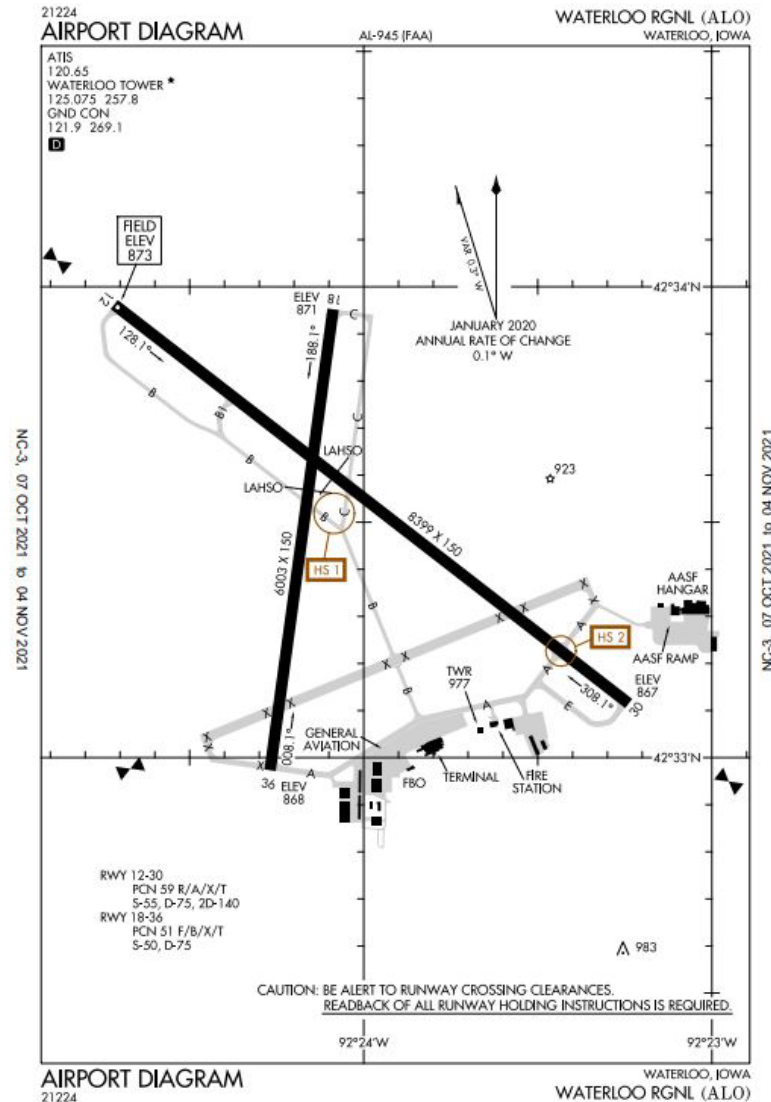 21224
AIRPORT DIAGRAM
AL-945 (FAA)
WATERLOO RGNL (ALO)
WATERLOO, IOWA
ATIS
120.65
WATERLOO TOWER *
125.075 257.8
GND CON
121.9 269.1
D
FIELD
ELEV
873
VAR 0.3° W
JANUARY 2020
ANNUAL RATE OF CHANGE
0.1° W
42°34'N
12
128.1°
ELEV
871
18
188.1°
C
B
B1
C
B
LAHSO
LAHSO
B
C
HS 1
923
8399 X 150
6003 X 150
B
X
X
X
X
A
HS 2
AASF
HANGAR
AASF RAMP
ELEV
867
30
308.1°
X
X
B
A
A
E
TWR
977
X
X
X
X
X
008.1°
GENERAL
AVIATION
42°33'N
X
36
ELEV
868
A
FBO
TERMINAL
FIRE
STATION
RWY 12-30
PCN 59 R/A/X/T
S-55, D-75, 2D-140
RWY 18-36
PCN 51 F/B/X/T
S-50, D-75
983
CAUTION: BE ALERT TO RUNWAY CROSSING CLEARANCES.
READBACK OF ALL RUNWAY HOLDING INSTRUCTIONS IS REQUIRED.
92°24'W
92°23'W
NC-3, 07 OCT 2021 to 04 NOV 2021
NC-3, 07 OCT 2021 to 04 NOV 2021
AIRPORT DIAGRAM
21224
WATERLOO, IOWA
WATERLOO RGNL (ALO)